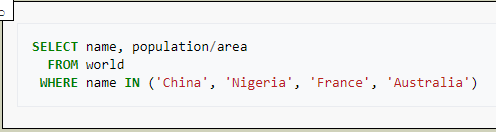 SELECT name, population/area
FROM world
WHERE name IN ('China', 'Nigeria', 'France', 'Australia')